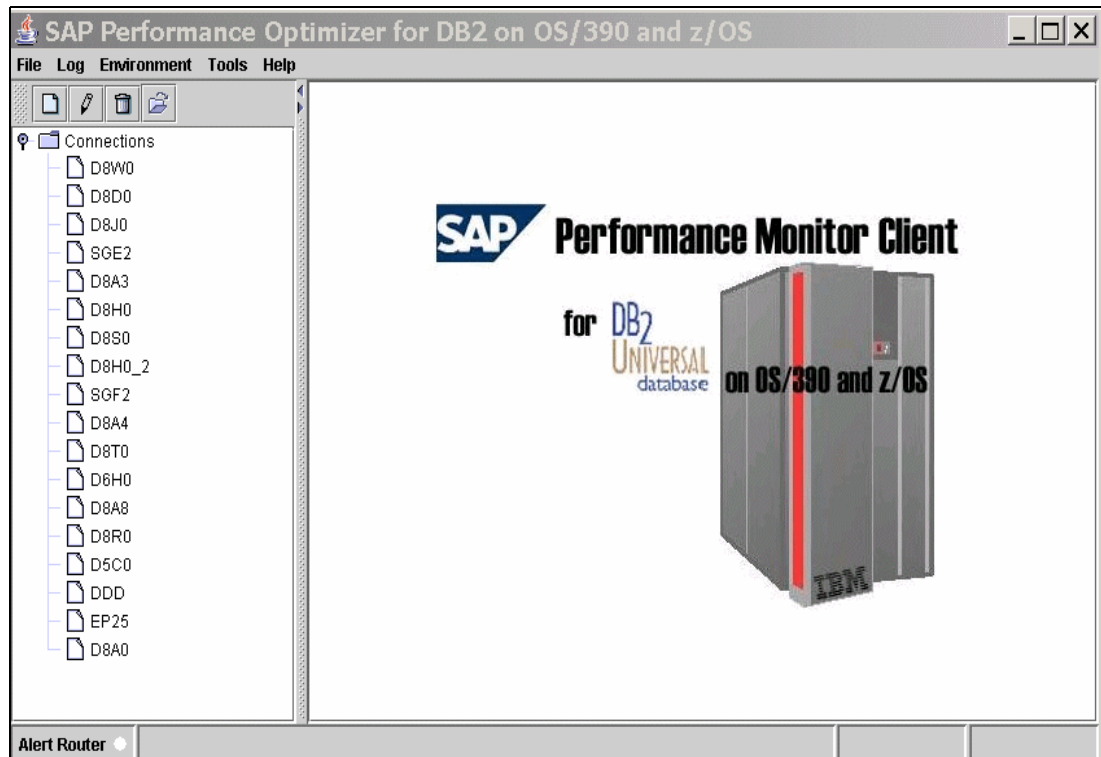 SAP Performance Optimizer for DB2 on OS/390 and z/OS
File Log Environment Tools Help
Connections
D8W0
D8D0
D8J0
SGE2
D8A3
D8H0
D8S0
D8H0_2
SGF2
D8A4
D8T0
D6H0
D8A8
D8R0
D5C0
DDD
EP25
D8A0
SAP Performance Monitor Client
for DB2
UNIVERSAL
database on OS/390 and z/OS
IBM
Alert Router